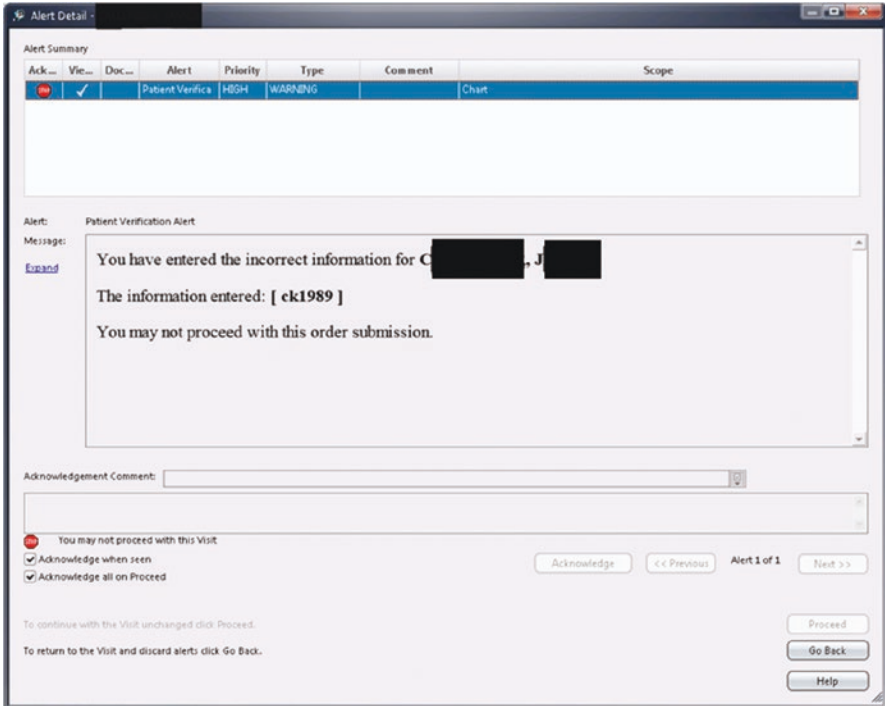 Alert Detail -
Alert Summary
Ack... Vie... Doc... Alert Priority Type Comment Scope
STOP Patient Verifica HIGH WARNING Chart
Alert: Patient Verification Alert
Message:
Expand
You have entered the incorrect information for C , J
The information entered: [ ck1989 ]
You may not proceed with this order submission.
Acknowledgement Comment:
STOP You may not proceed with this Visit
Acknowledge when seen
Acknowledge all on Proceed
Acknowledge << Previous Alert 1 of 1 Next >>
To continue with the Visit unchanged click Proceed. Proceed
To return to the Visit and discard alerts click Go Back. Go Back
Help